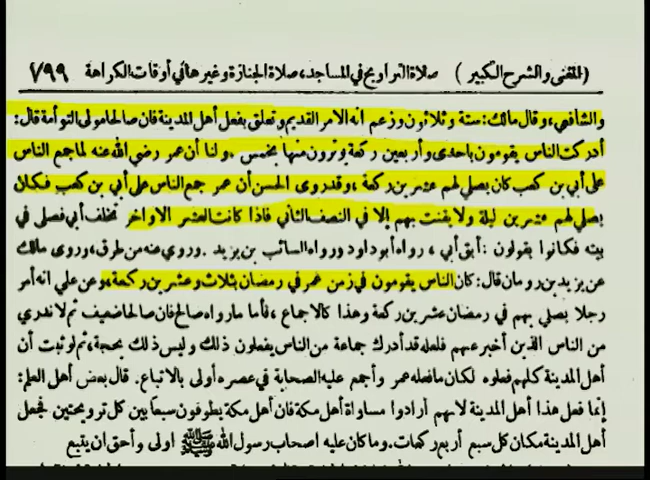 (المغنى والشرح الكبير ) صلاة التراويح في المساجد، صلاة الجنازة وغيرها في أوقات الكراهة ٧٩٩
والشافعي، وقال مالك: ستة وثلاثون وزعم انه الامر القديم وتعلق بفعل أهل المدينة فان صالحا مولى التوأمة قال:
أدركت الناس يقومون باحدى وأربعين ركعة يوترون منها بخمس . ولنا أن عمر رضي الله عنه لما جمع الناس
على أبي بن كعب كان يصلي لهم عشرين ركعة ، وقد روى الحسن أن عمر جمع الناس على أبي بن كعب فكان
يصلي لهم عشرين ليلة ولا يقنت بهم إلا في النصف الثاني فاذا كانت العشر الاواخر تخلف أبي فصلى في
بيته فكانوا يقولون : أبق أبي ، رواه أبو داود ورواه السائب بن يزيد . وروي عنه من طرق، وروى مالك
عن يزيد بن رومان قال: كان الناس يقومون في زمن عمر في رمضان بثلاث وعشرين ركعة، وعن علي انه أمر
رجلا يصلي بهم في رمضان عشرين ركعة وهذا كالاجماع ، فأما ما رواه صالح فان صالحا ضعيف ثم لا ندري
من الناس الذين أخبر عنهم فلعله قد أدرك جماعة من الناس يفعلون ذلك وليس ذلك بحجة، ثم لو ثبت أن
أهل المدينة كلهم فعلوه لكان ما فعله عمر وأجمع عليه الصحابة في عصره أولى بالاتباع. قال بعض أهل العلم:
إنما فعل هذا أهل المدينة لانهم أرادوا مساواة أهل مكة فان أهل مكة يطوفون سبعا بين كل ترويحتين فجعل
أهل المدينة مكان كل سبع أربع ركعات. وما كان عليه اصحاب رسول الله ﷺ اولى وأحق ان يتبع